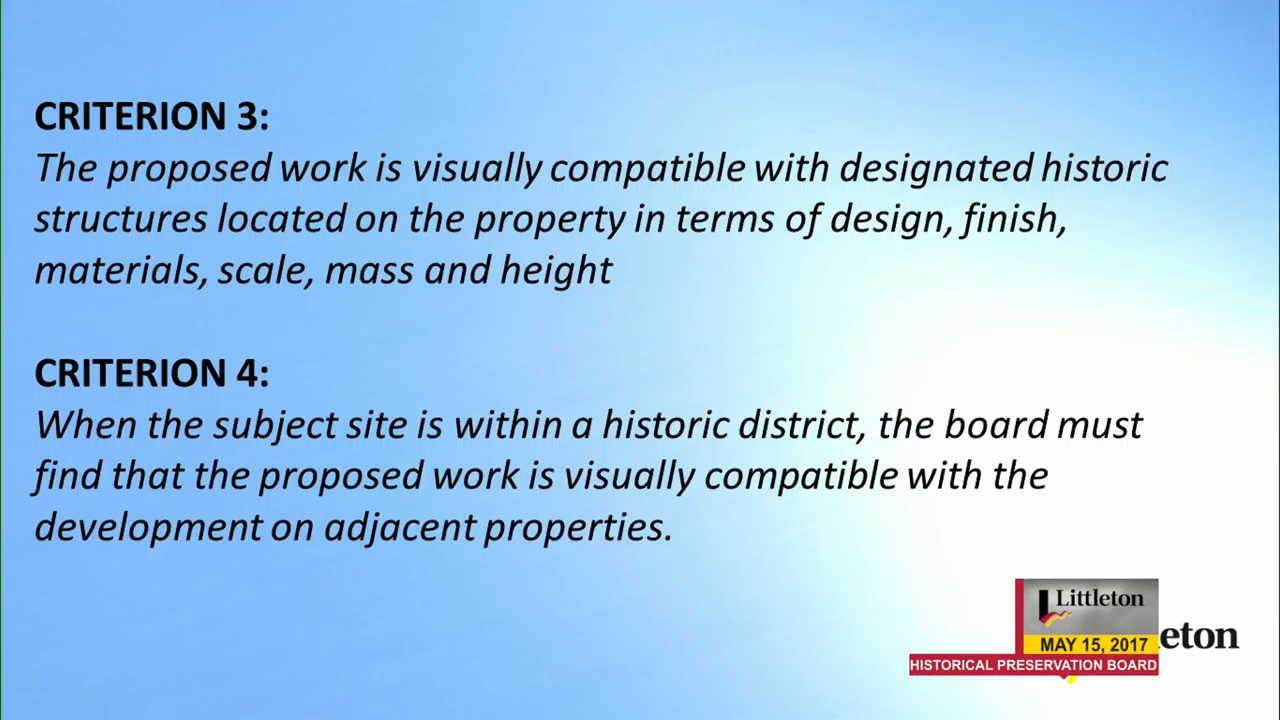 CRITERION 3:
The proposed work is visually compatible with designated historic
structures located on the property in terms of design, finish,
materials, scale, mass and height
CRITERION 4:
When the subject site is within a historic district, the board must
find that the proposed work is visually compatible with the
development on adjacent properties.
Littleton
eton
MAY 15, 2017
HISTORICAL PRESERVATION BOARD